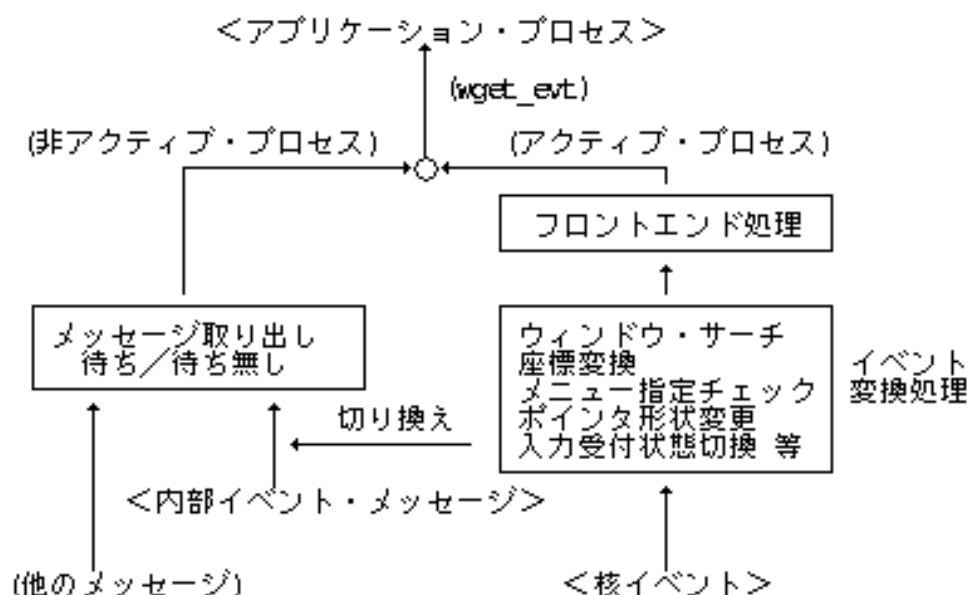 ＜アプリケーション・プロセス＞
(wget_evt)
(非アクティブ・プロセス)
(アクティブ・プロセス)
フロントエンド処理
メッセージ取り出し
待ち／待ち無し
ウィンドウ・サーチ
座標変換
メニュー指定チェック
ポインタ形状変更
入力受付状態切換 等
イベント
変換処理
切り換え
＜内部イベント・メッセージ＞
(他のメッセージ)
＜核イベント＞